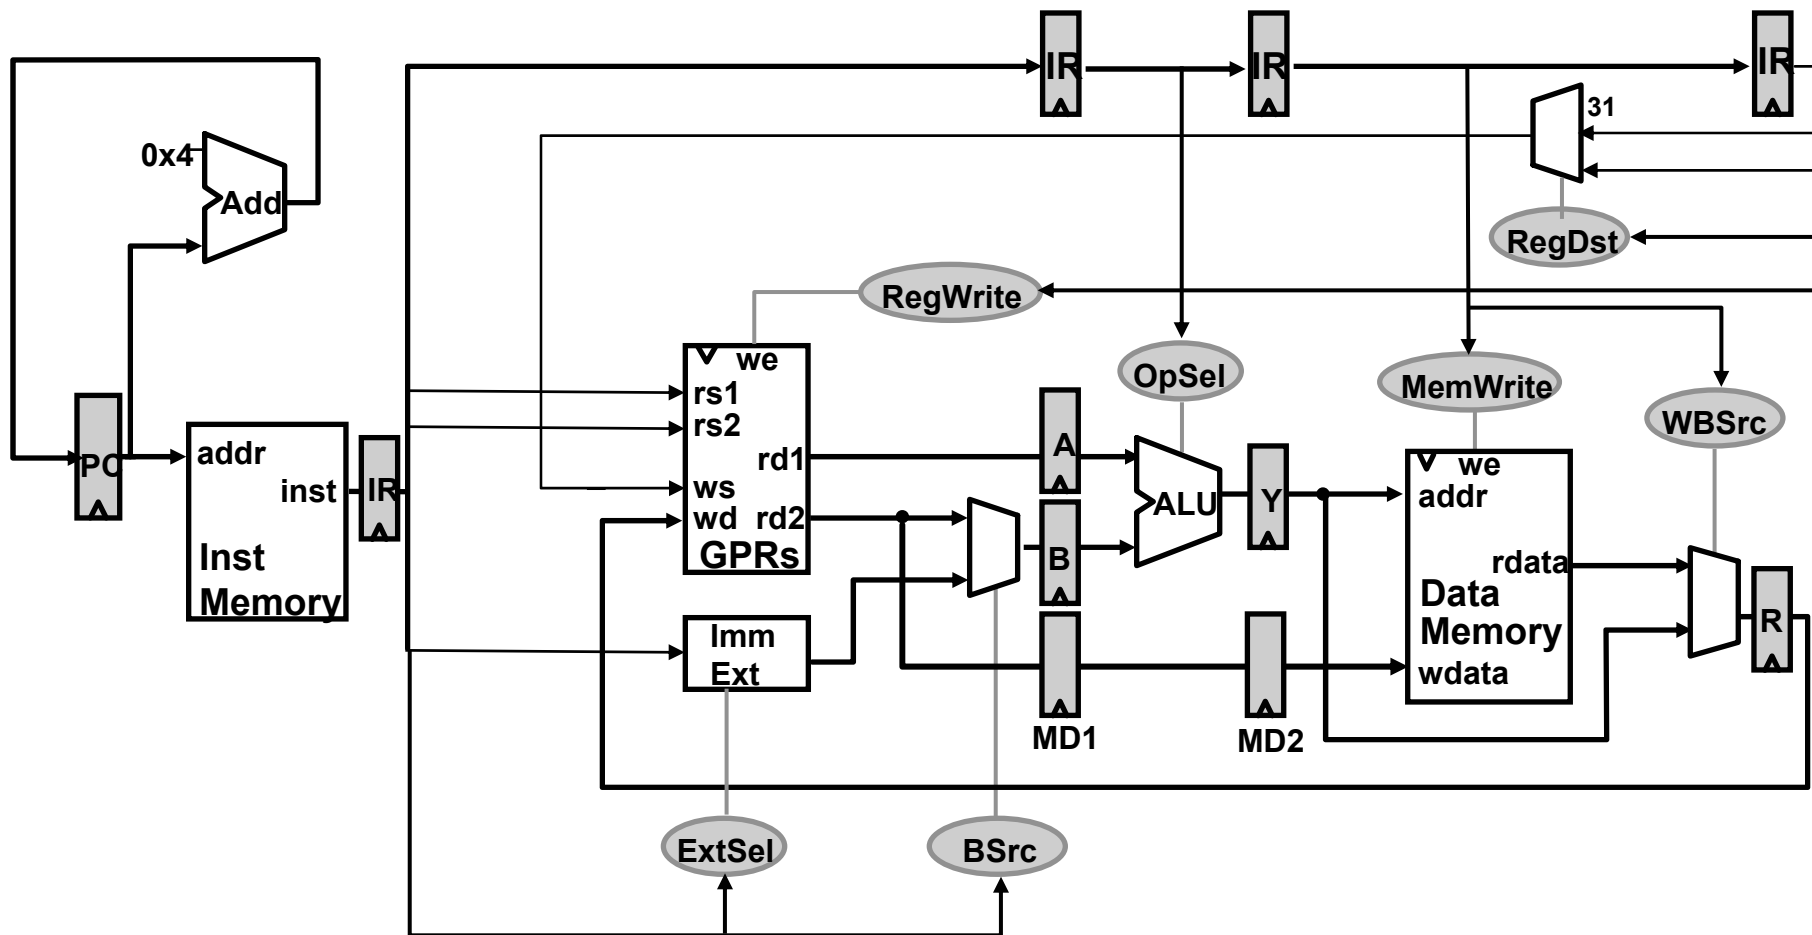 IR
IR
IR
31
0x4
Add
RegDst
RegWrite
we
OpSel
MemWrite
rs1
rs2
WBSrc
PC
addr
inst
IR
rd1
A
we
addr
ws
wd
rd2
GPRs
ALU
Y
B
rdata
Inst
Memory
Data
Memory
wdata
R
Imm
Ext
MD1
MD2
ExtSel
BSrc